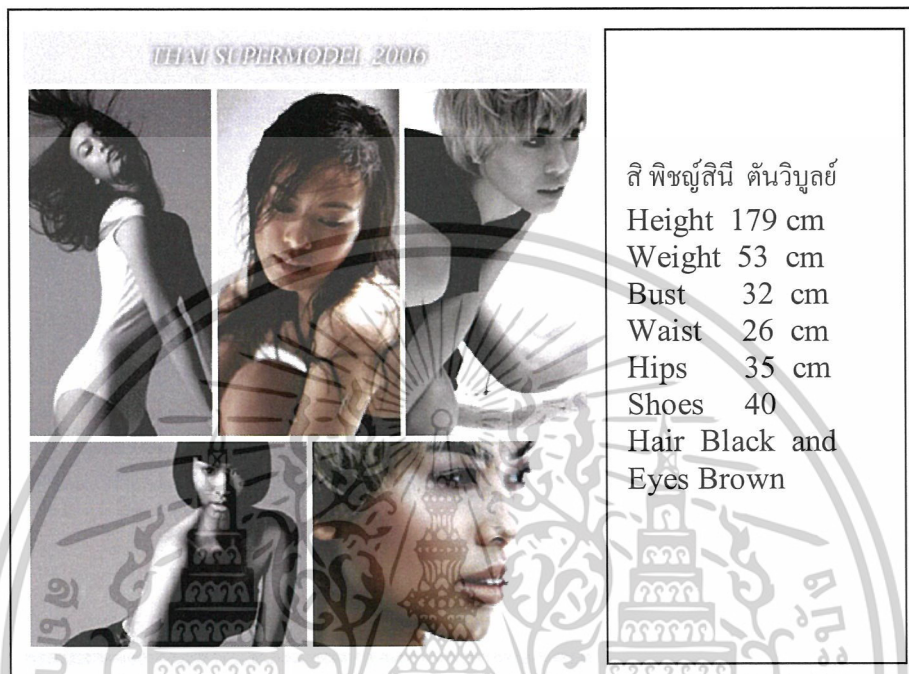 THAI SUPERMODEL 2006
สิ พิชญ์สินี ตันวิบูลย์
Height 179 cm
Weight 53 cm
Bust 32 cm
Waist 26 cm
Hips 35 cm
Shoes 40
Hair Black and
Eyes Brown